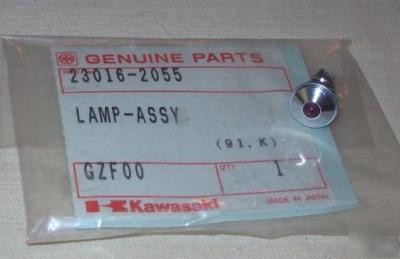 GENUINE PARTS
23016-2055
LAMP-ASSY
(91, K)
GZF00
QTY
1
Kawasaki
MADE IN JAPAN